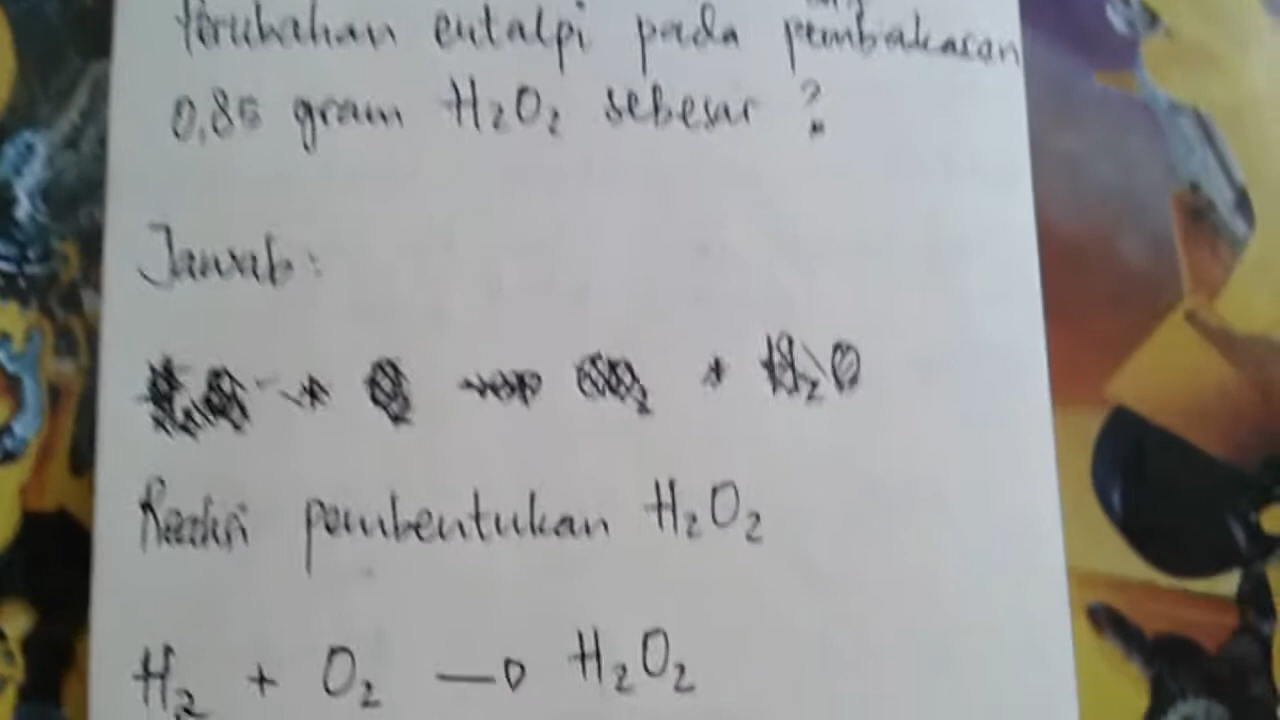 Perubahan entalpi pada pembakaran
0,85 gram H₂O₂ sebesar ?
Jawab :
Reaksi pembentukan H₂O₂
H₂ + O₂ → H₂O₂